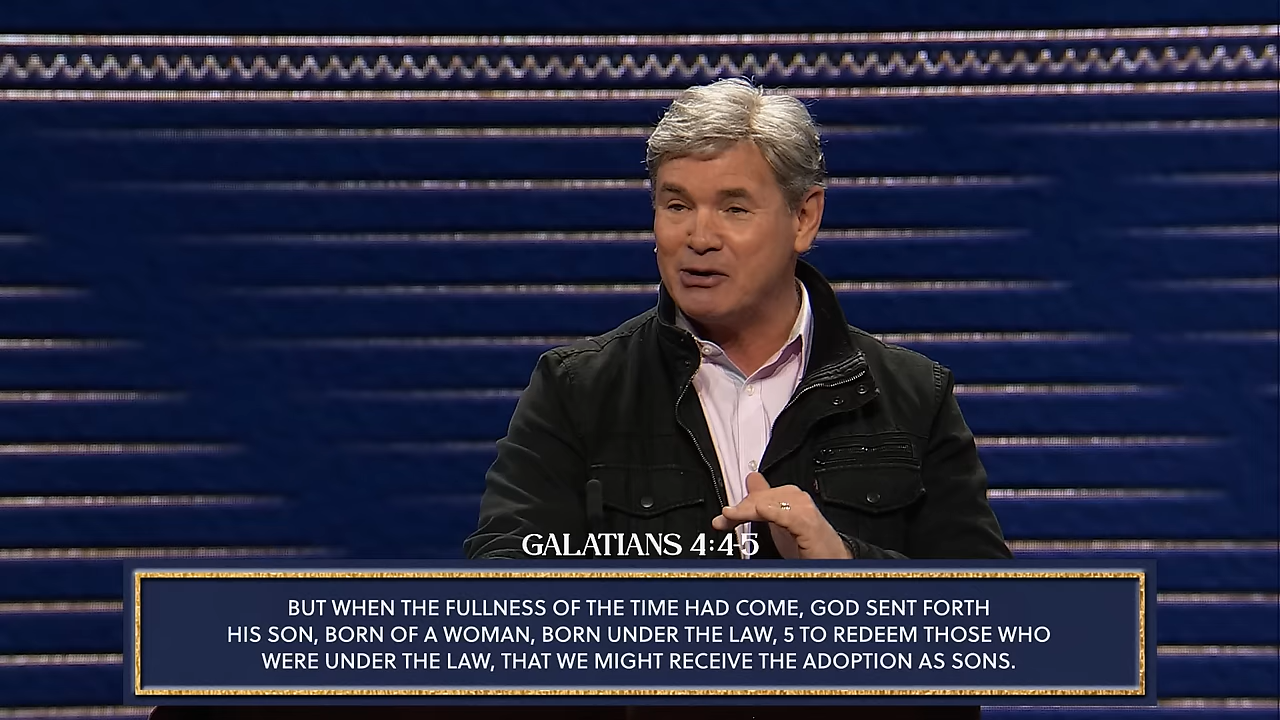 GALATIANS 4:4-5
BUT WHEN THE FULLNESS OF THE TIME HAD COME, GOD SENT FORTH
HIS SON, BORN OF A WOMAN, BORN UNDER THE LAW, 5 TO REDEEM THOSE WHO
WERE UNDER THE LAW, THAT WE MIGHT RECEIVE THE ADOPTION AS SONS.